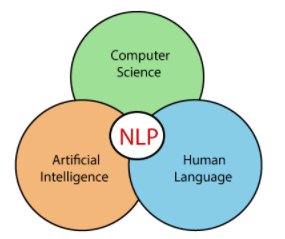 Computer
Science
NLP
Artificial
Intelligence
Human
Language